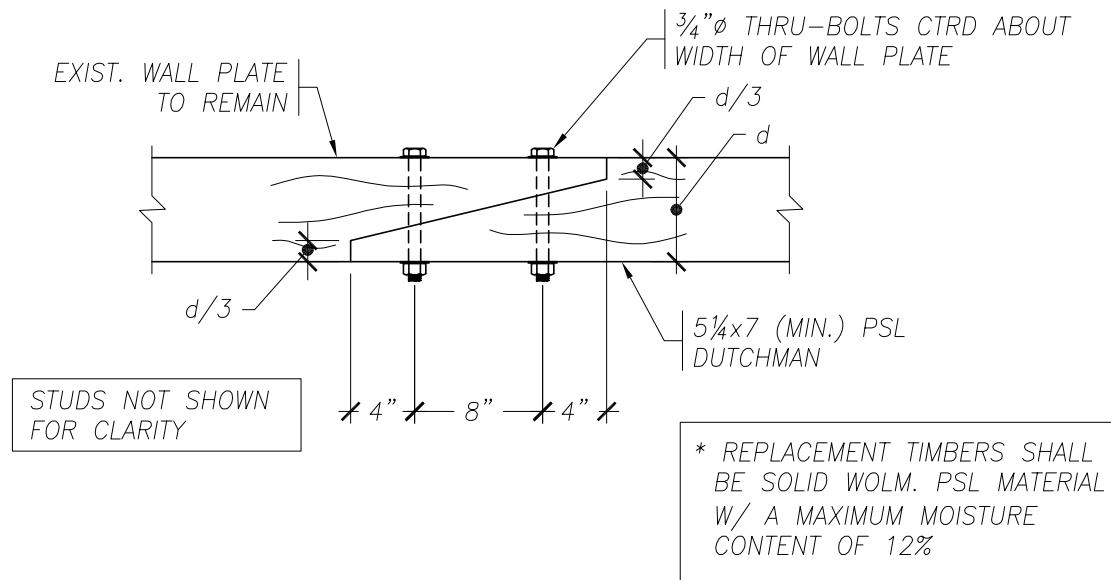 ¾"ø THRU-BOLTS CTRD ABOUT
WIDTH OF WALL PLATE
EXIST. WALL PLATE
TO REMAIN
d/3
d
d/3
5¼x7 (MIN.) PSL
DUTCHMAN
4"
8"
4"
STUDS NOT SHOWN
FOR CLARITY
* REPLACEMENT TIMBERS SHALL
BE SOLID WOLM. PSL MATERIAL
W/ A MAXIMUM MOISTURE
CONTENT OF 12%